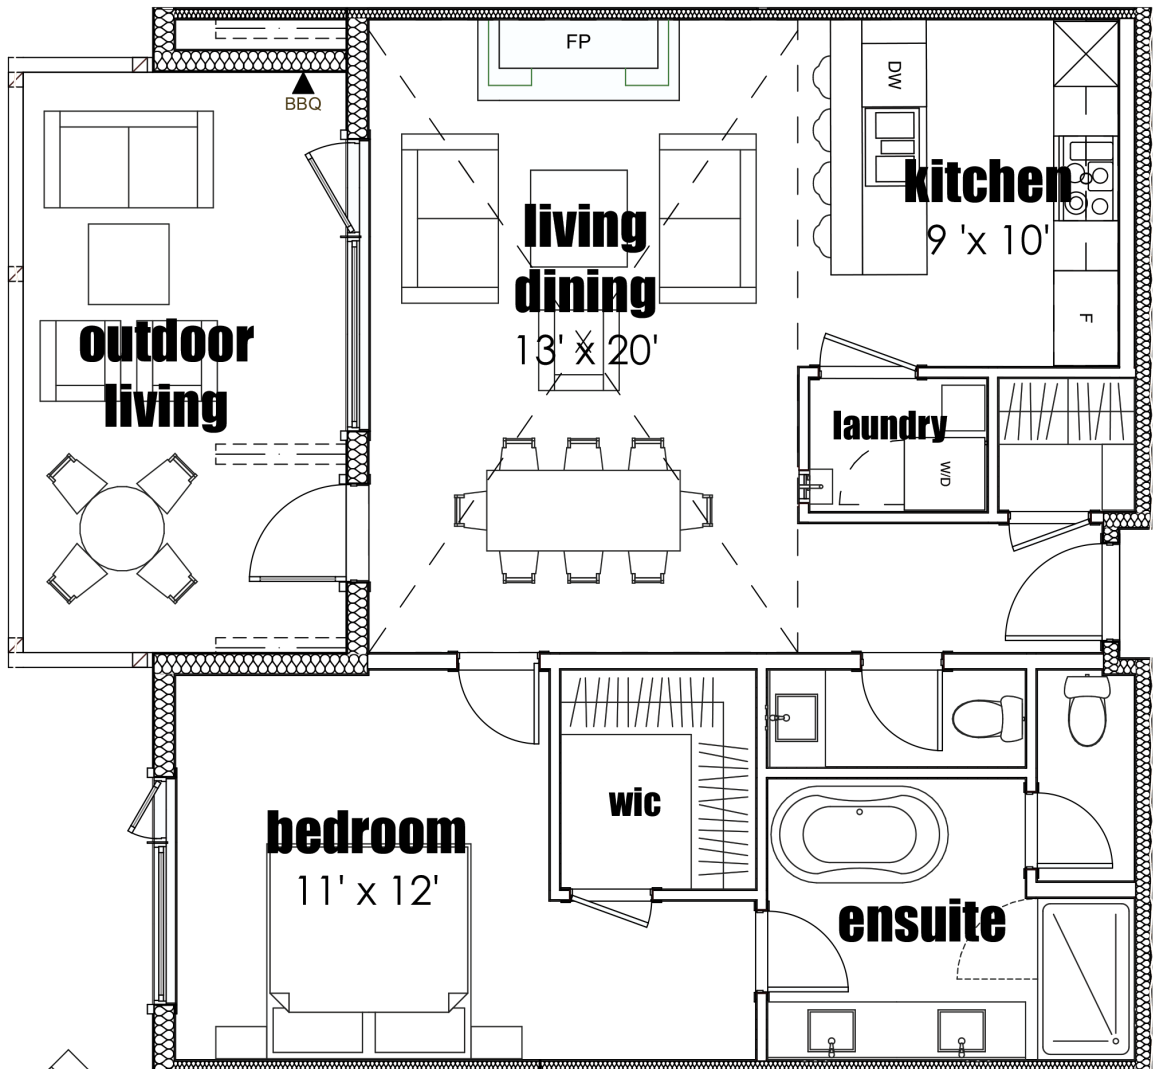 FP
BBQ
DW
kitchen
9 'x 10'
living
dining
13' x 20'
outdoor
living
F
laundry
W/D
wic
bedroom
11' x 12'
ensuite